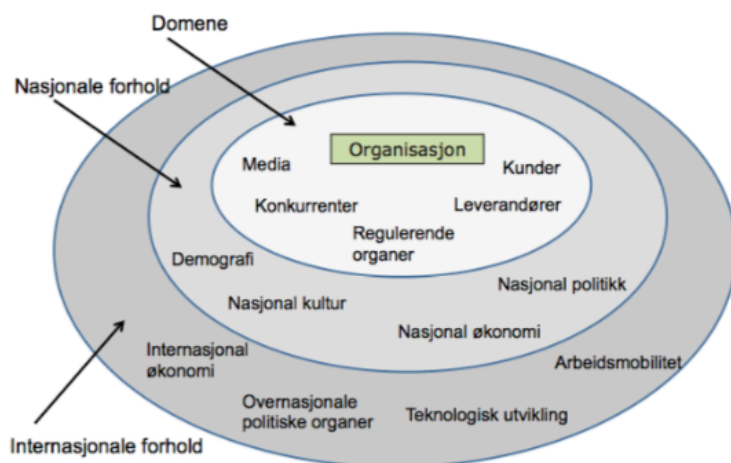 Domene
Nasjonale forhold
Organisasjon
Media
Kunder
Konkurrenter
Leverandører
Regulerende
organer
Demografi
Nasjonal politikk
Nasjonal kultur
Nasjonal økonomi
Internasjonal
økonomi
Arbeidsmobilitet
Overnasjonale
politiske organer
Teknologisk utvikling
Internasjonale forhold